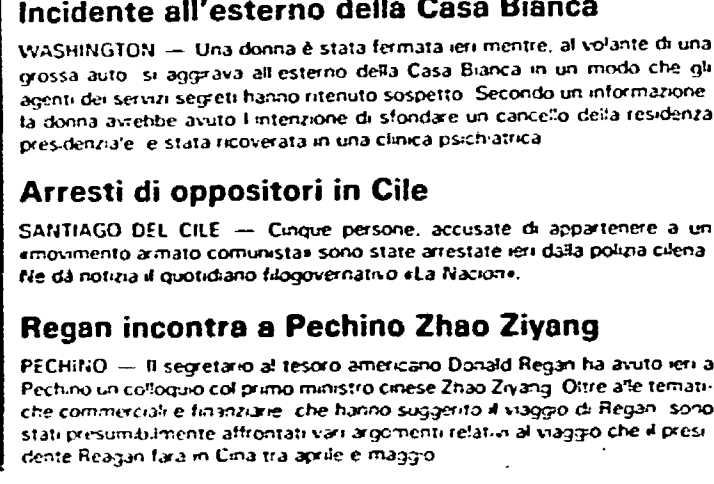 Incidente all'esterno della Casa Bianca
WASHINGTON — Una donna è stata fermata ieri mentre, al volante di una
grossa auto si aggirava all esterno della Casa Bianca in un modo che gli
agenti dei servizi segreti hanno ritenuto sospetto Secondo un informazione
la donna avrebbe avuto l intenzione di sfondare un cancello della residenza
presidenziale e stata ricoverata in una clinica psichiatrica
Arresti di oppositori in Cile
SANTIAGO DEL CILE — Cinque persone, accusate di appartenere a un
«movimento armato comunista» sono state arrestate ieri dalla polizia cilena
Ne dà notizia il quotidiano filogovernativo «La Nacion».
Regan incontra a Pechino Zhao Ziyang
PECHINO — Il segretario al tesoro americano Donald Regan ha avuto ieri a
Pechino un colloquio col primo ministro cinese Zhao Ziyang Oltre alle temati-
che commerciali e finanziarie che hanno suggerito il viaggio di Regan sono
stati presumibilmente affrontati vari argomenti relativi al viaggio che il presi
dente Reagan farà in Cina tra aprile e maggio